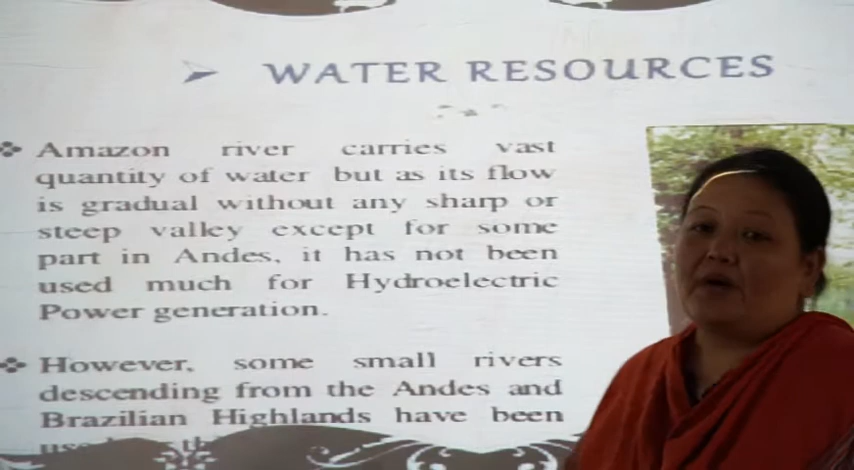 WATER RESOURCES
Amazon river carries vast
quantity of water but as its flow
is gradual without any sharp or
steep valley except for some
part in Andes, it has not been
used much for Hydroelectric
Power generation.
However, some small rivers
descending from the Andes and
Brazilian Highlands have been